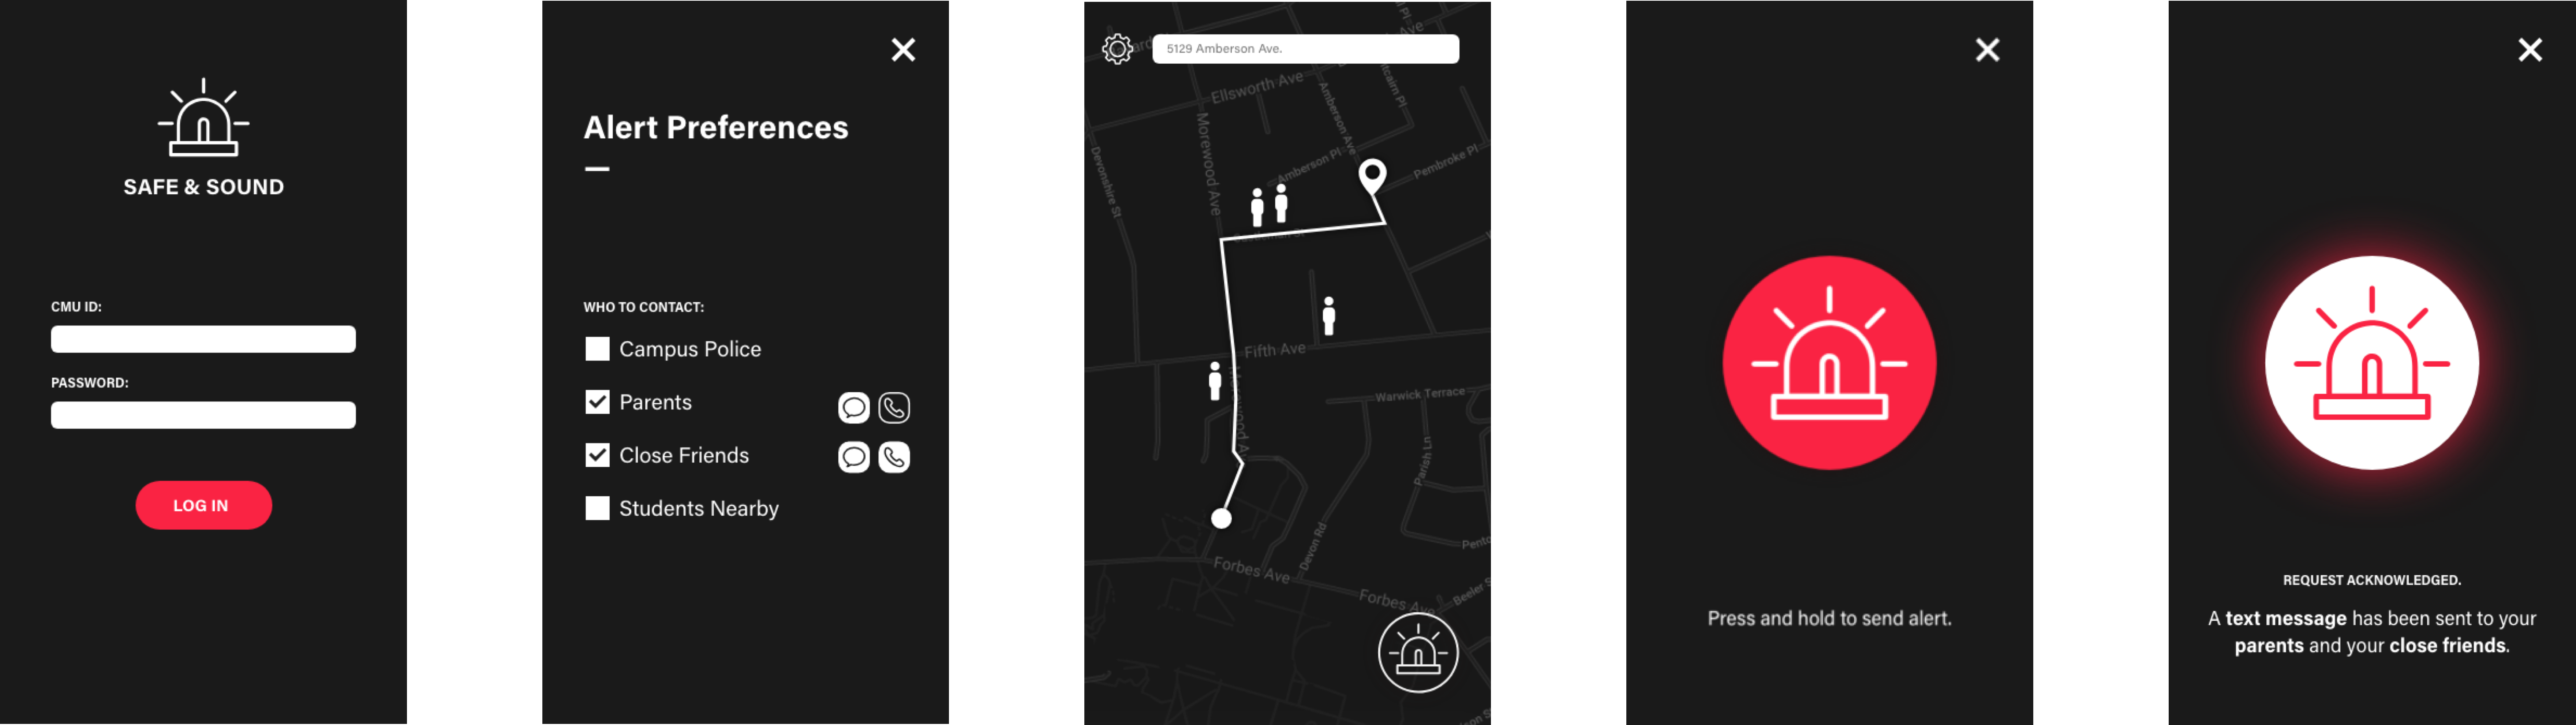 SAFE & SOUND
CMU ID:
PASSWORD:
LOG IN
Alert Preferences
WHO TO CONTACT:
Campus Police
Parents
Close Friends
Students Nearby
5129 Amberson Ave.
Ellsworth Ave
Morewood Ave
Devonshire St
Amberson Ave
Amberson Pl
Pembroke Pl
Fifth Ave
Warwick Terrace
Parish Ln
Devon Rd
Forbes Ave
Forbes Ave
Beeler S
Press and hold to send alert.
REQUEST ACKNOWLEDGED.
A text message has been sent to your
parents and your close friends.